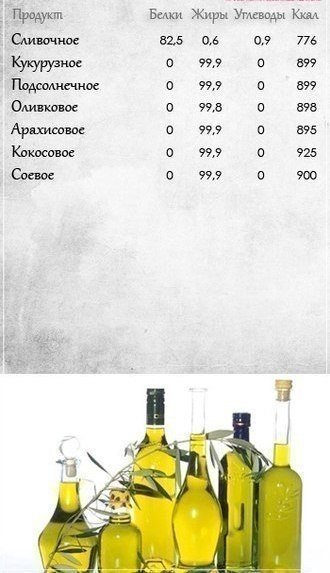 Продукт Белки Жиры Углеводы Ккал
Сливочное 82,5 0,6 0,9 776
Кукурузное 0 99,9 0 899
Подсолнечное 0 99,9 0 899
Оливковое 0 99,8 0 898
Арахисовое 0 99,9 0 895
Кокосовое 0 99,9 0 925
Соевое 0 99,9 0 900